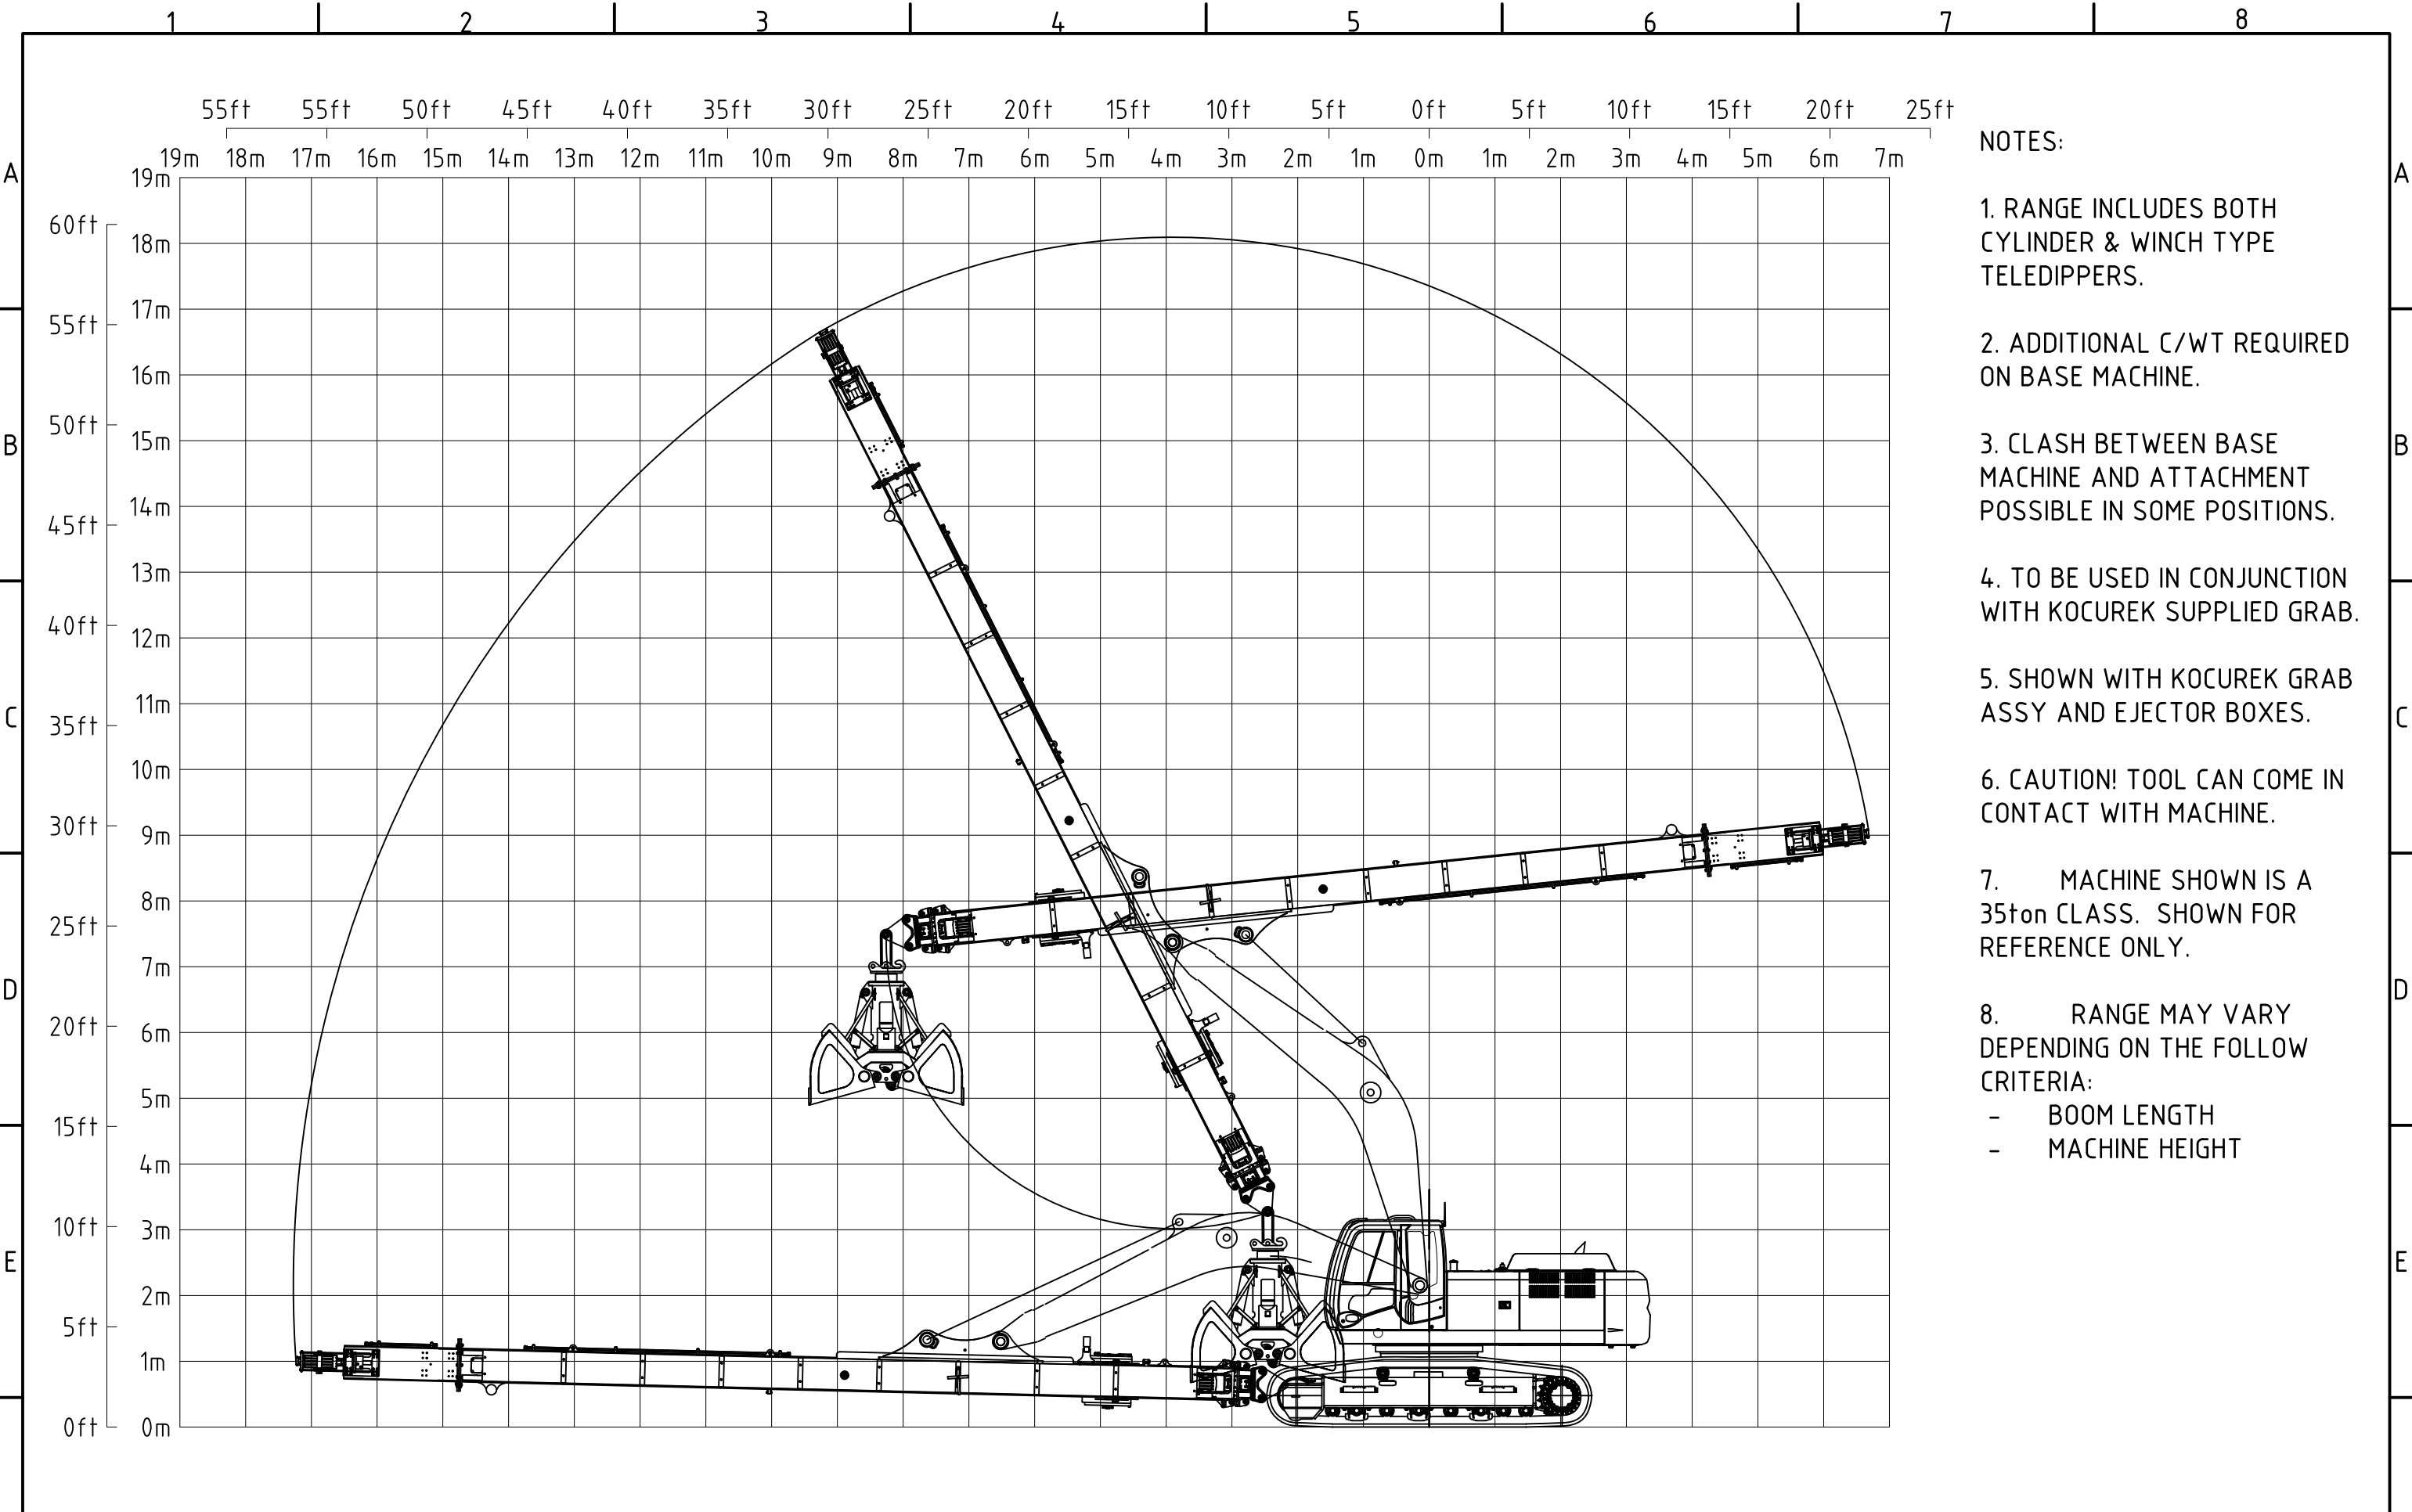 1 2 3 4 5 6 7 8
55ft 55ft 50ft 45ft 40ft 35ft 30ft 25ft 20ft 15ft 10ft 5ft 0ft 5ft 10ft 15ft 20ft 25ft
19m 18m 17m 16m 15m 14m 13m 12m 11m 10m 9m 8m 7m 6m 5m 4m 3m 2m 1m 0m 1m 2m 3m 4m 5m 6m 7m
A
B
C
D
E
60ft
55ft
50ft
45ft
40ft
35ft
30ft
25ft
20ft
15ft
10ft
5ft
0ft
19m
18m
17m
16m
15m
14m
13m
12m
11m
10m
9m
8m
7m
6m
5m
4m
3m
2m
1m
0m
NOTES:
1. RANGE INCLUDES BOTH
CYLINDER & WINCH TYPE
TELEDIPPERS.
2. ADDITIONAL C/WT REQUIRED
ON BASE MACHINE.
3. CLASH BETWEEN BASE
MACHINE AND ATTACHMENT
POSSIBLE IN SOME POSITIONS.
4. TO BE USED IN CONJUNCTION
WITH KOCUREK SUPPLIED GRAB.
5. SHOWN WITH KOCUREK GRAB
ASSY AND EJECTOR BOXES.
6. CAUTION! TOOL CAN COME IN
CONTACT WITH MACHINE.
7. MACHINE SHOWN IS A
35ton CLASS. SHOWN FOR
REFERENCE ONLY.
8. RANGE MAY VARY
DEPENDING ON THE FOLLOW
CRITERIA:
- BOOM LENGTH
- MACHINE HEIGHT
A
B
C
D
E